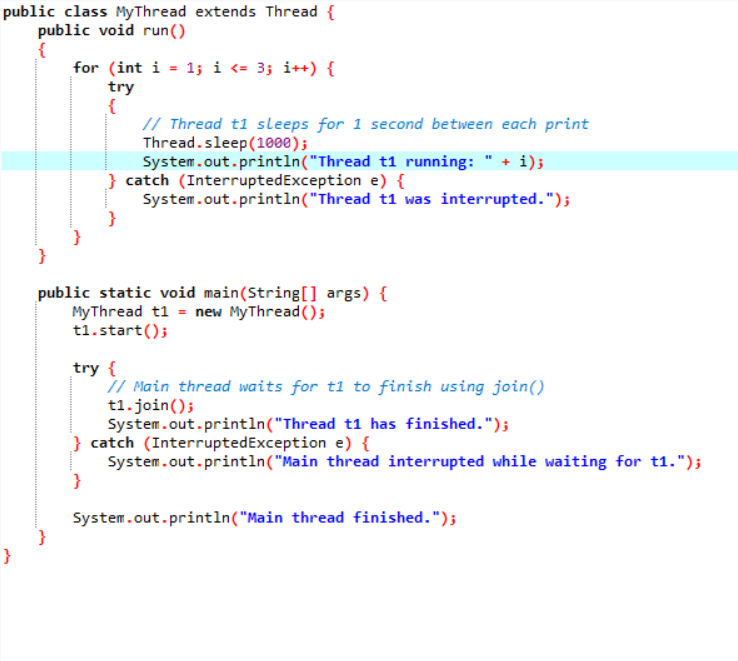 public class MyThread extends Thread {
    public void run()
    {
        for (int i = 1; i <= 3; i++) {
            try
            {
                // Thread t1 sleeps for 1 second between each print
                Thread.sleep(1000);
                System.out.println("Thread t1 running: " + i);
            } catch (InterruptedException e) {
                System.out.println("Thread t1 was interrupted.");
            }
        }
    }

    public static void main(String[] args) {
        MyThread t1 = new MyThread();
        t1.start();

        try {
            // Main thread waits for t1 to finish using join()
            t1.join();
            System.out.println("Thread t1 has finished.");
        } catch (InterruptedException e) {
            System.out.println("Main thread interrupted while waiting for t1.");
        }

        System.out.println("Main thread finished.");
    }
}